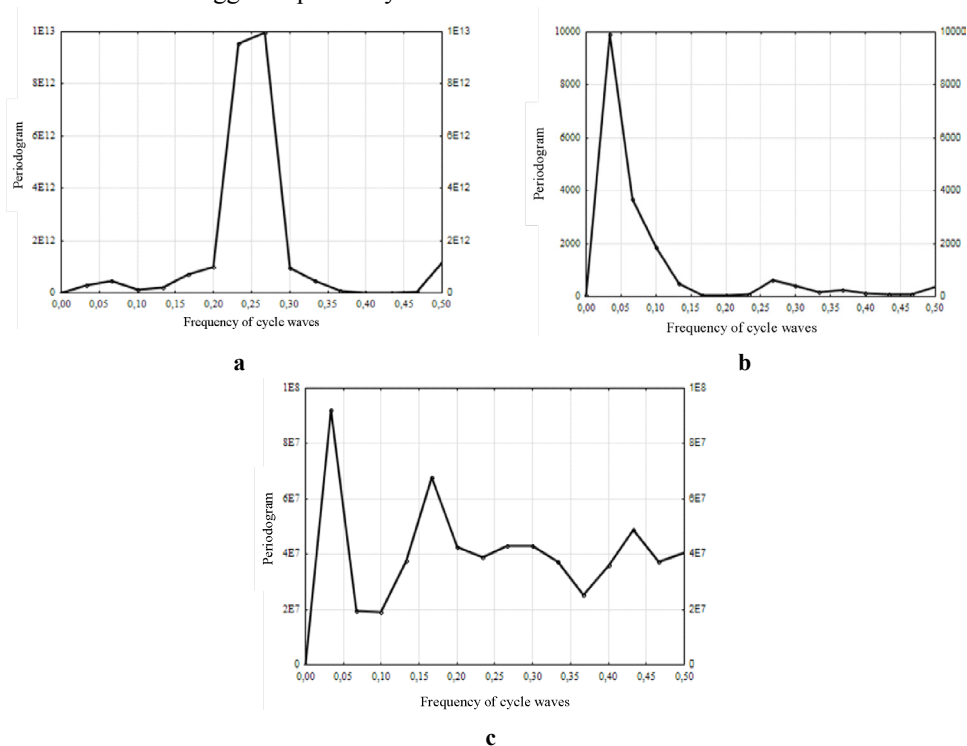 1E13 1E13
8E12 8E12
6E12 6E12
4E12 4E12
2E12 2E12
0 0
0,00 0,05 0,10 0,15 0,20 0,25 0,30 0,35 0,40 0,45 0,50
Periodogram
Frequency of cycle waves
a
10000 10000
8000 8000
6000 6000
4000 4000
2000 2000
0 0
0,00 0,05 0,10 0,15 0,20 0,25 0,30 0,35 0,40 0,45 0,50
Periodogram
Frequency of cycle waves
b
1E8 1E8
8E7 8E7
6E7 6E7
4E7 4E7
2E7 2E7
0 0
0,00 0,05 0,10 0,15 0,20 0,25 0,30 0,35 0,40 0,45 0,50
Periodogram
Frequency of cycle waves
c